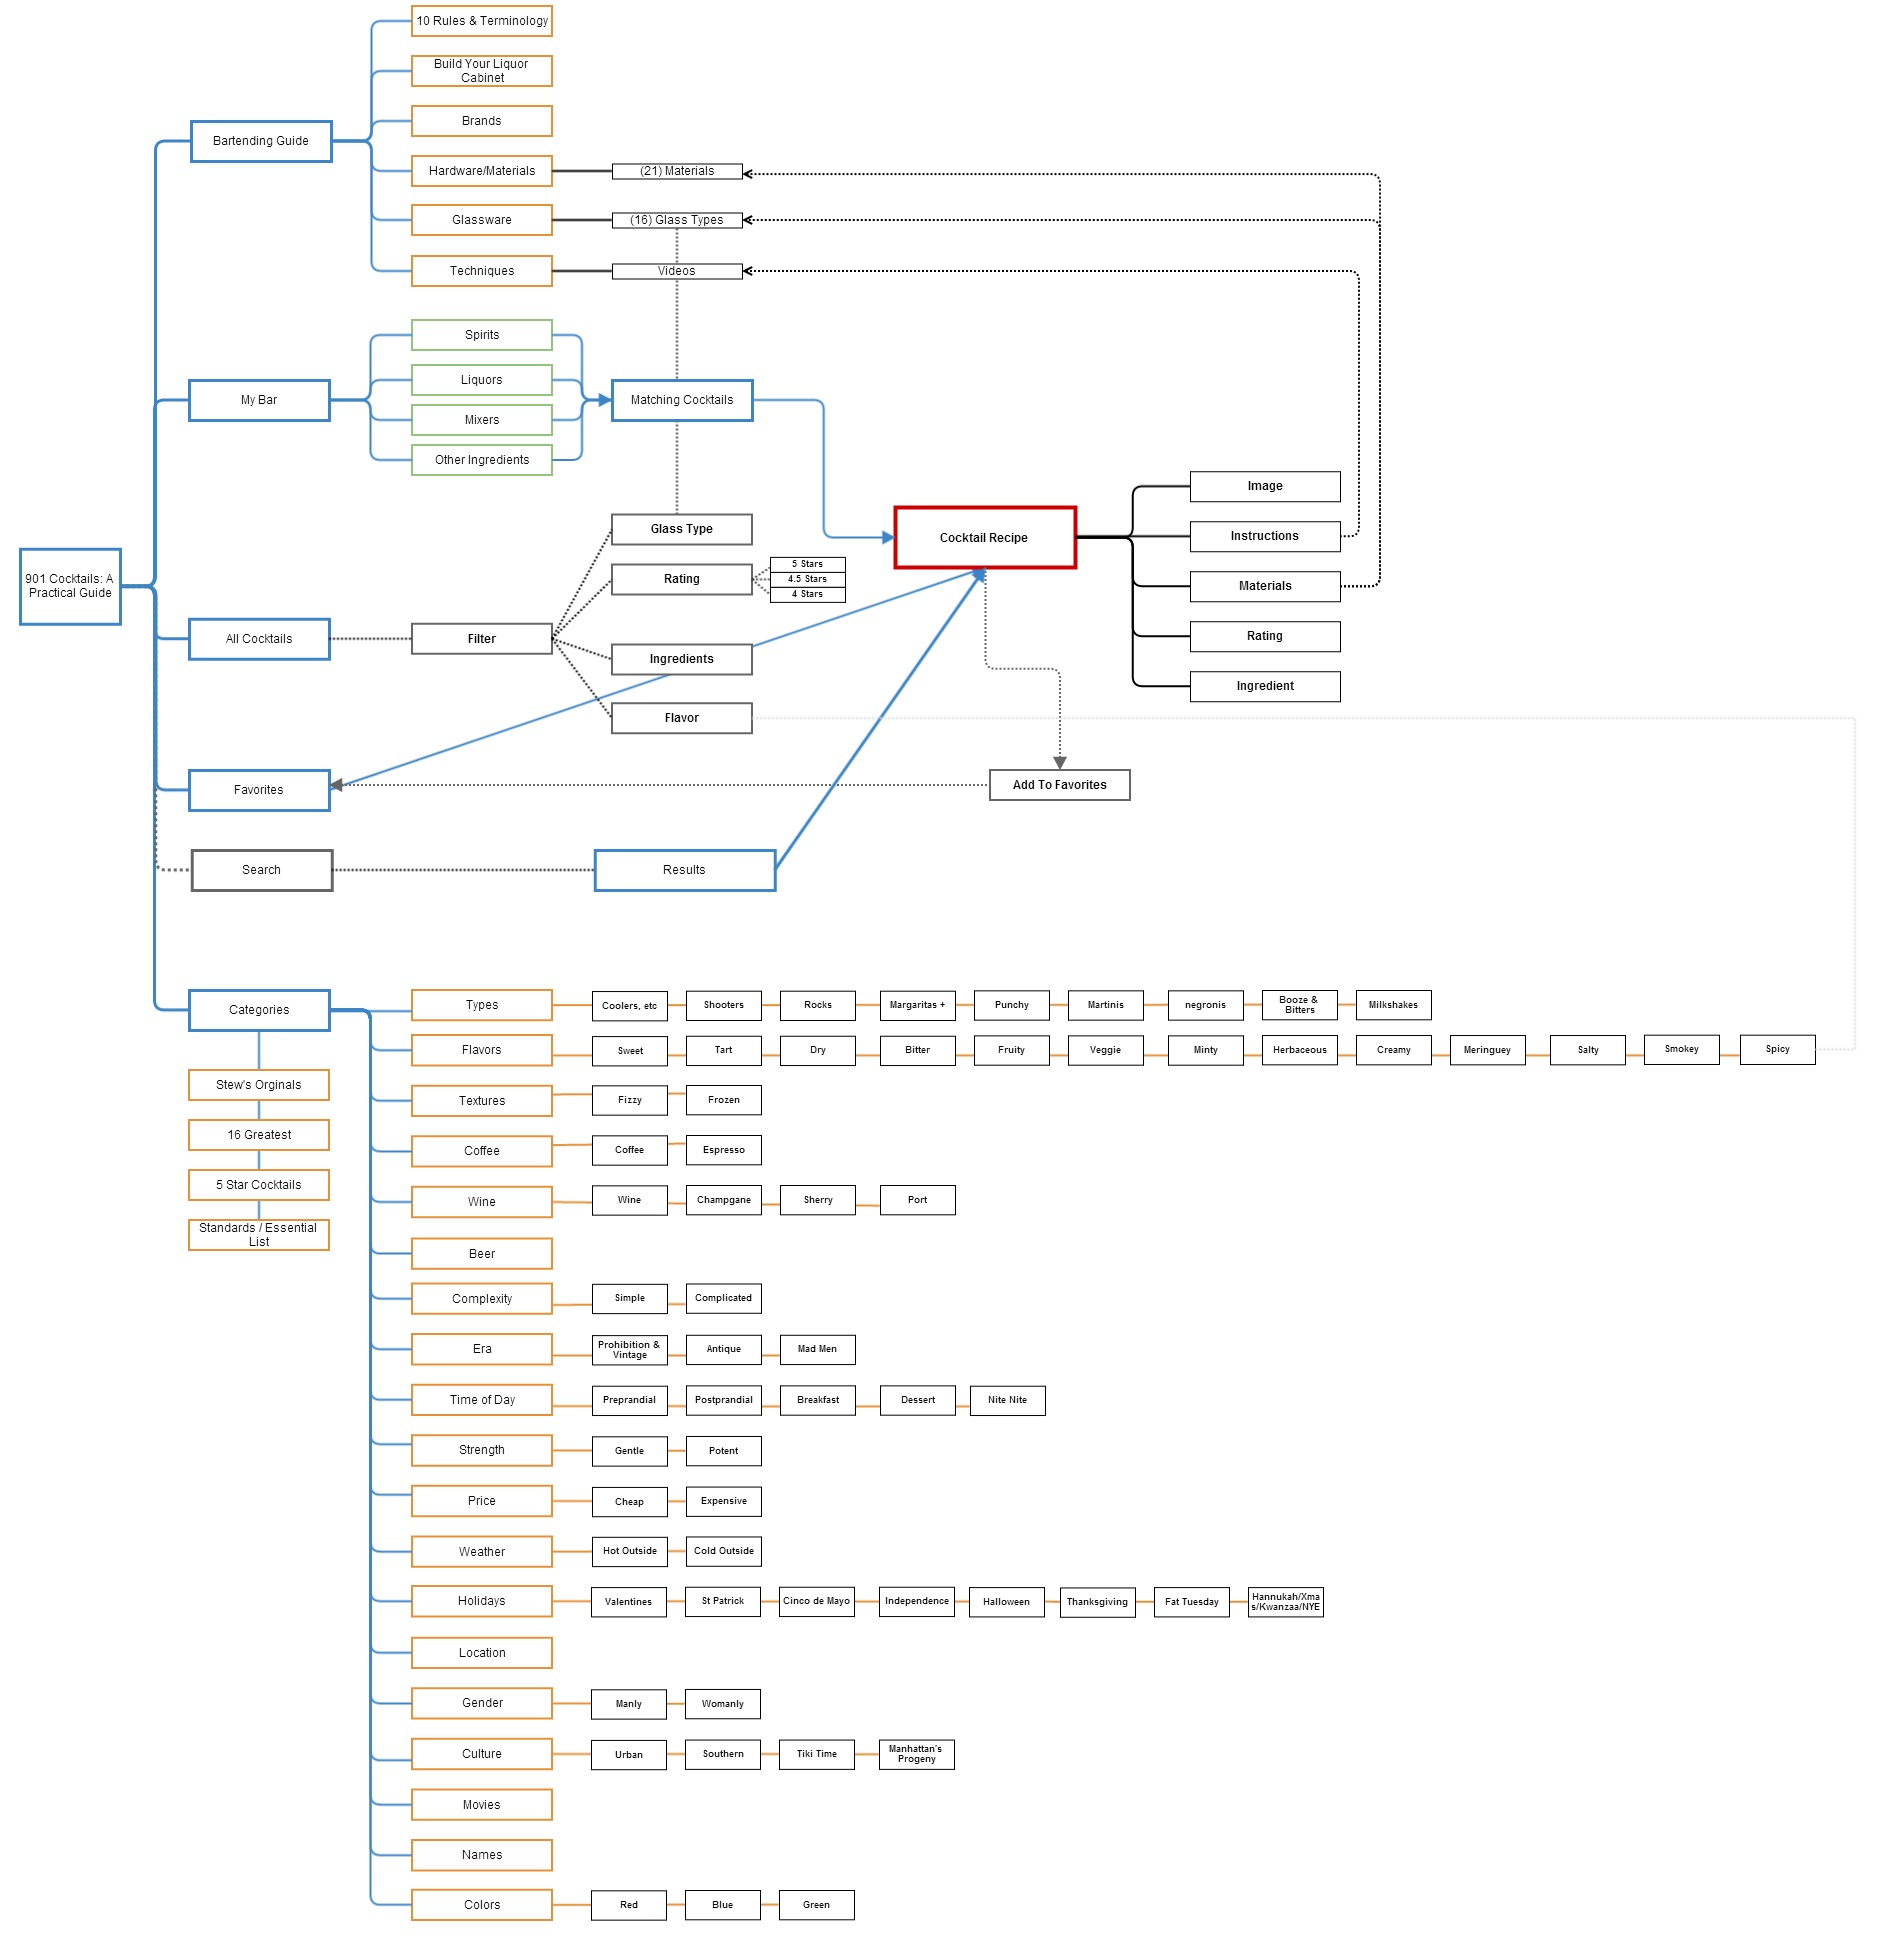 10 Rules & Terminology
Build Your Liquor
Cabinet
Brands
Bartending Guide
Hardware/Materials
(21) Materials
Glassware
(16) Glass Types
Techniques
Videos
Spirits
Liquors
My Bar
Matching Cocktails
Mixers
Other Ingredients
Image
Glass Type
Cocktail Recipe
Instructions
901 Cocktails: A
Practical Guide
Rating
5 Stars
4.5 Stars
4 Stars
Materials
All Cocktails
Filter
Rating
Ingredients
Ingredient
Flavor
Favorites
Add To Favorites
Search
Results
Categories
Types
Coolers, etc
Shooters
Rocks
Margaritas +
Punchy
Martinis
negronis
Booze &
Bitters
Milkshakes
Flavors
Sweet
Tart
Dry
Bitter
Fruity
Veggie
Minty
Herbaceous
Creamy
Meringuey
Salty
Smokey
Spicy
Stew's Orginals
Textures
Fizzy
Frozen
16 Greatest
Coffee
Coffee
Espresso
5 Star Cocktails
Wine
Wine
Champgane
Sherry
Port
Standards / Essential
List
Beer
Complexity
Simple
Complicated
Era
Prohibition &
Vintage
Antique
Mad Men
Time of Day
Preprandial
Postprandial
Breakfast
Dessert
Nite Nite
Strength
Gentle
Potent
Price
Cheap
Expensive
Weather
Hot Outside
Cold Outside
Holidays
Valentines
St Patrick
Cinco de Mayo
Independence
Halloween
Thanksgiving
Fat Tuesday
Hannukah/Xma
s/Kwanzaa/NYE
Location
Gender
Manly
Womanly
Culture
Urban
Southern
Tiki Time
Manhattan's
Progeny
Movies
Names
Colors
Red
Blue
Green